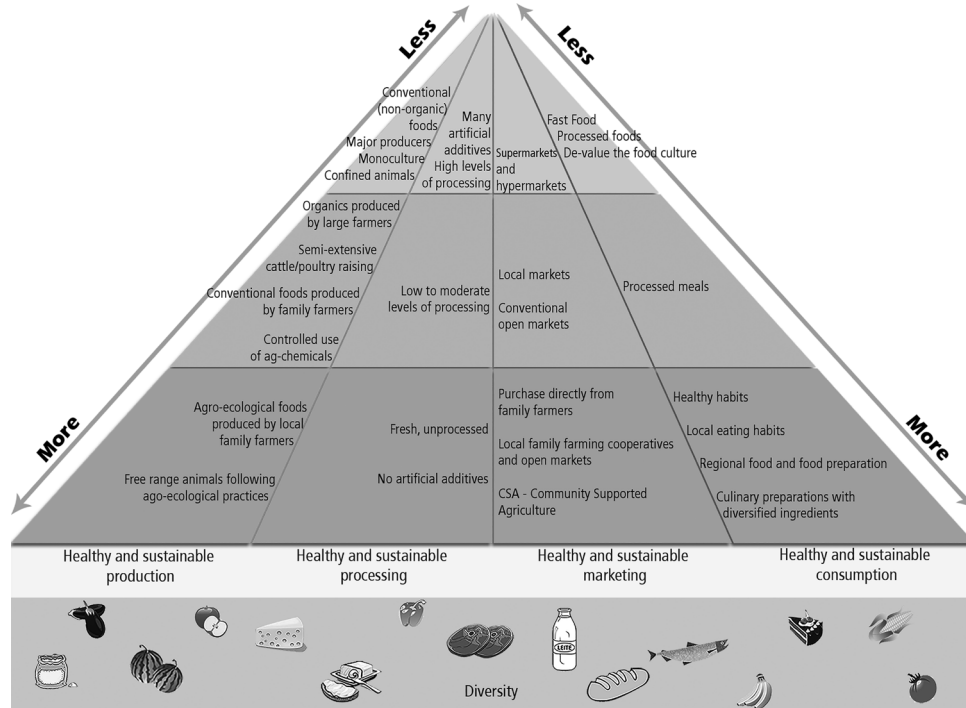 Less
Less
More
More
Conventional
(non-organic)
foods
Major producers
Monoculture
Confined animals
Many
artificial
additives
High levels
of processing
Supermarkets
and
hypermarkets
Fast Food
Processed foods
De-value the food culture
Organics produced
by large farmers
Semi-extensive
cattle/poultry raising
Conventional foods produced
by family farmers
Controlled use
of ag-chemicals
Low to moderate
levels of processing
Local markets
Conventional
open markets
Processed meals
Agro-ecological foods
produced by local
family farmers
Free range animals following
ago-ecological practices
Fresh, unprocessed
No artificial additives
Purchase directly from
family farmers
Local family farming cooperatives
and open markets
CSA - Community Supported
Agriculture
Healthy habits
Local eating habits
Regional food and food preparation
Culinary preparations with
diversified ingredients
Healthy and sustainable
production
Healthy and sustainable
processing
Healthy and sustainable
marketing
Healthy and sustainable
consumption
LEITE
Diversity